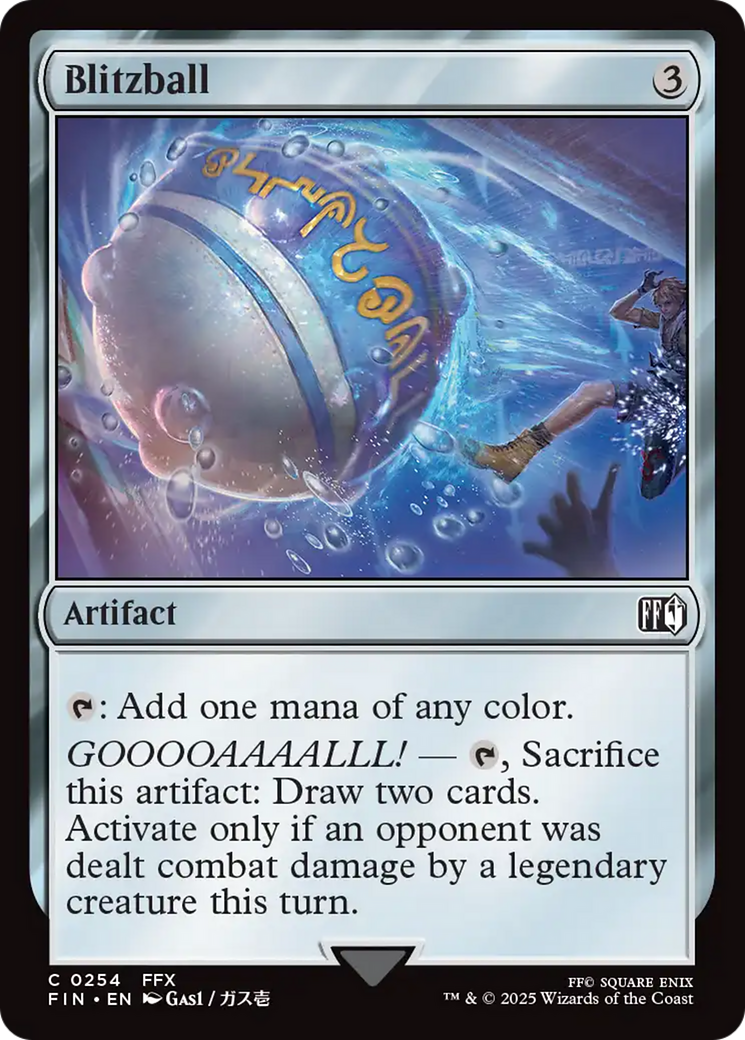 Blitzball 3
Artifact FF
: Add one mana of any color.
GOOOOAAAALLL! — , Sacrifice
this artifact: Draw two cards.
Activate only if an opponent was
dealt combat damage by a legendary
creature this turn.
C 0254 FFX
FIN • EN Gas1 / ガス壱
FF© SQUARE ENIX
™ & © 2025 Wizards of the Coast